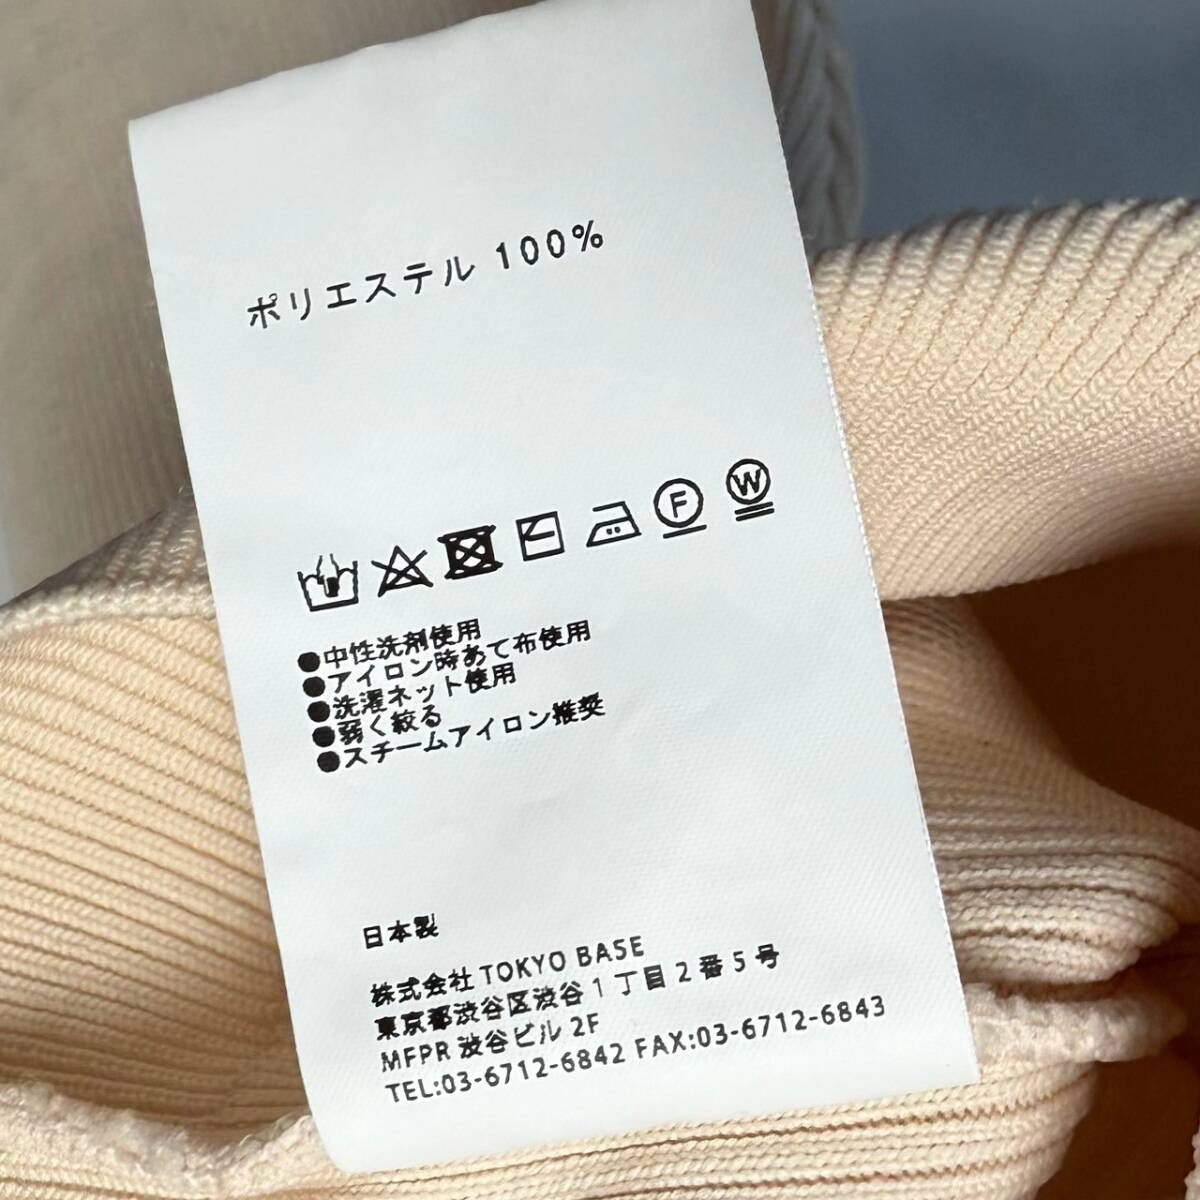 ポリエステル 100%
F W
●中性洗剤使用
●アイロン時あて布使用
●洗濯ネット使用
●弱く絞る
●スチームアイロン推奨
日本製
株式会社 TOKYO BASE
東京都渋谷区渋谷1丁目2番5号
MFPR 渋谷ビル 2F
TEL:03-6712-6842 FAX:03-6712-6843